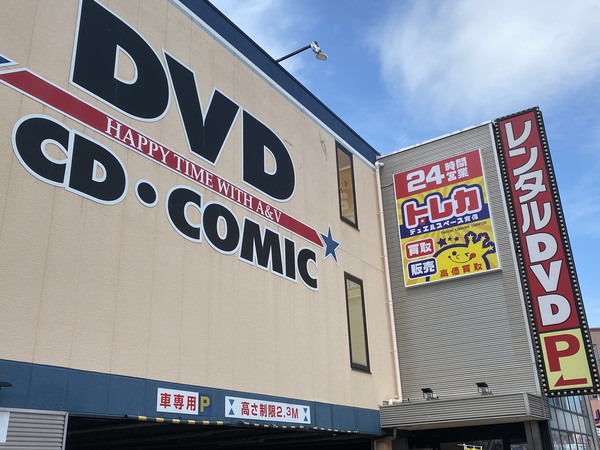 DVD
HAPPY TIME WITH A&V
CD・COMIC
24時間営業
トレカ
デュエルスペース完備
買取
販売
高価買取
レンタルDVD
P
車専用P
高さ制限2.3M